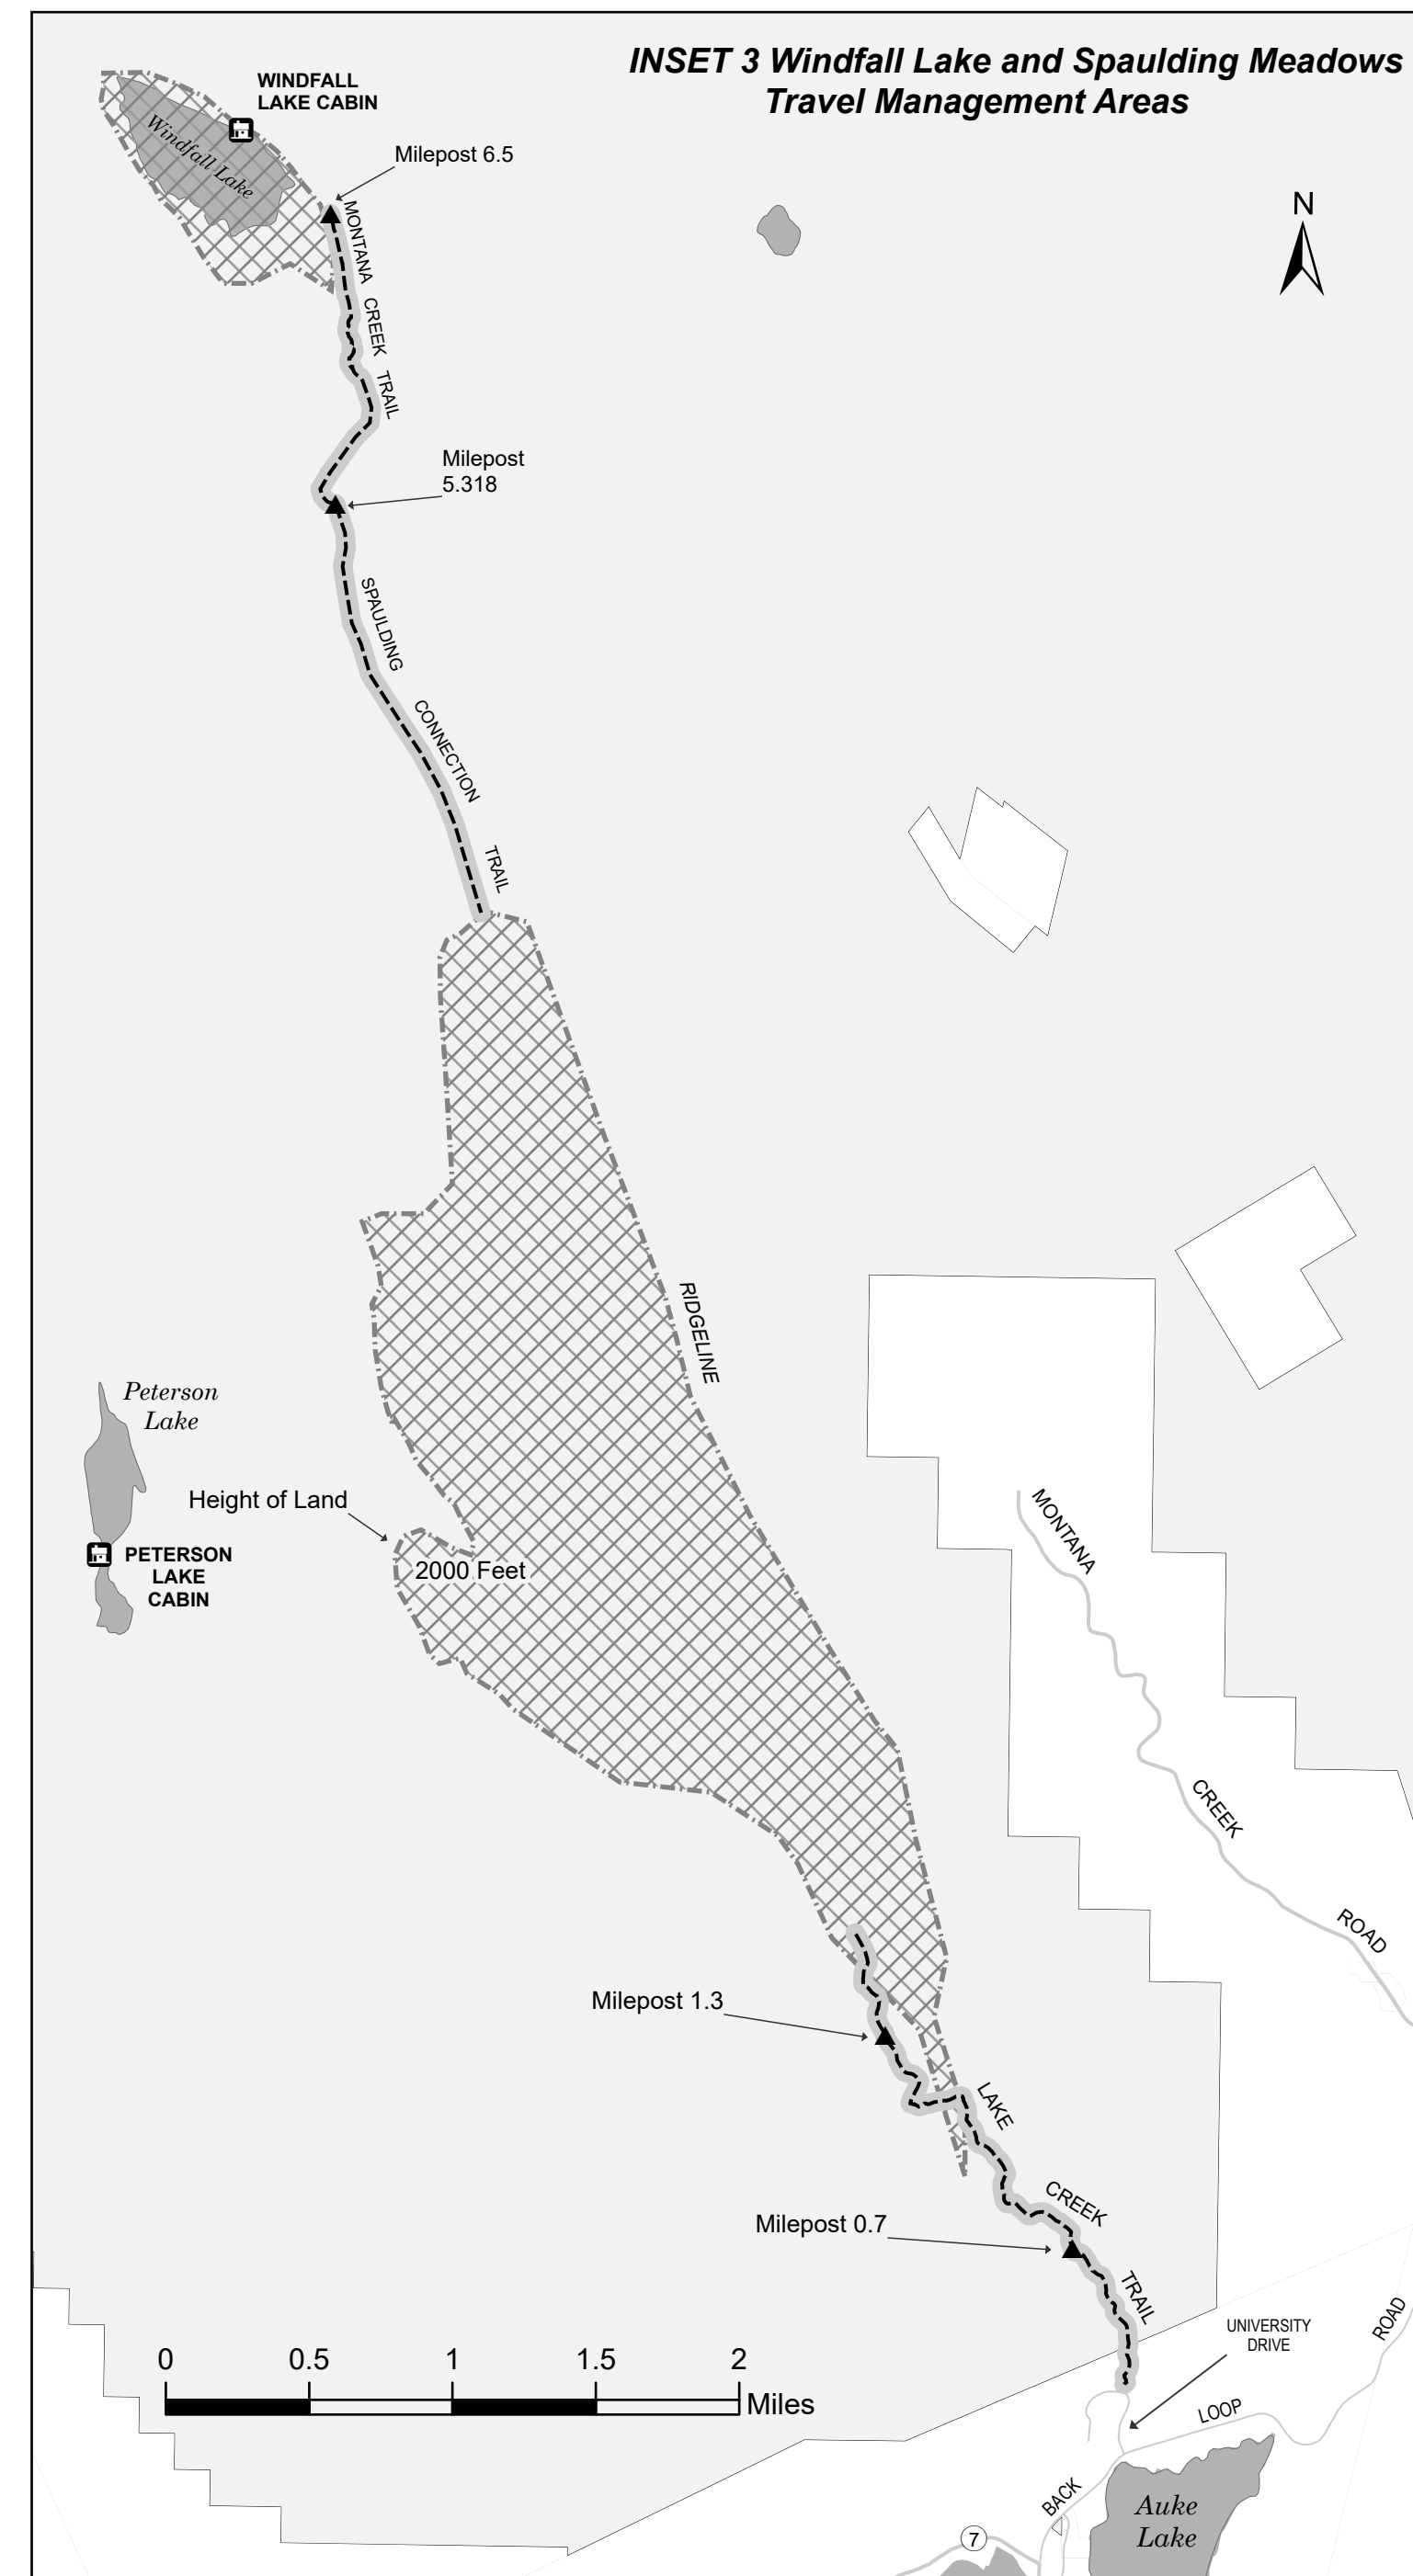 INSET 3 Windfall Lake and Spaulding Meadows
Travel Management Areas
WINDFALL
LAKE CABIN
Windfall Lake
Milepost 6.5
N
MONTANA CREEK TRAIL
Milepost
5.318
SPAULDING CONNECTION TRAIL
RIDGELINE
Peterson
Lake
Height of Land
2000 Feet
PETERSON
LAKE
CABIN
MONTANA CREEK ROAD
Milepost 1.3
LAKE CREEK TRAIL
Milepost 0.7
UNIVERSITY
DRIVE
0 0.5 1 1.5 2
Miles
BACK LOOP ROAD
Auke
Lake
7